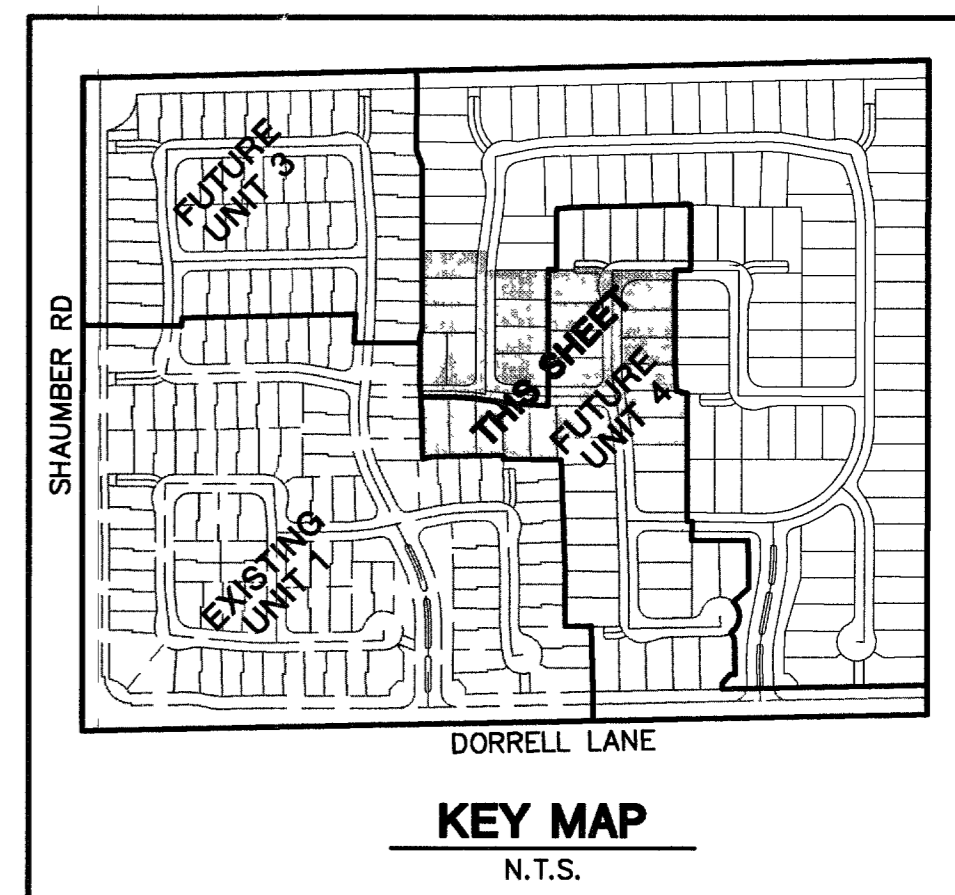 FUTURE
UNIT 3
SHAUMBER RD
THIS SHEET
FUTURE
UNIT 4
EXISTING
UNIT 1
DORRELL LANE
KEY MAP
N.T.S.